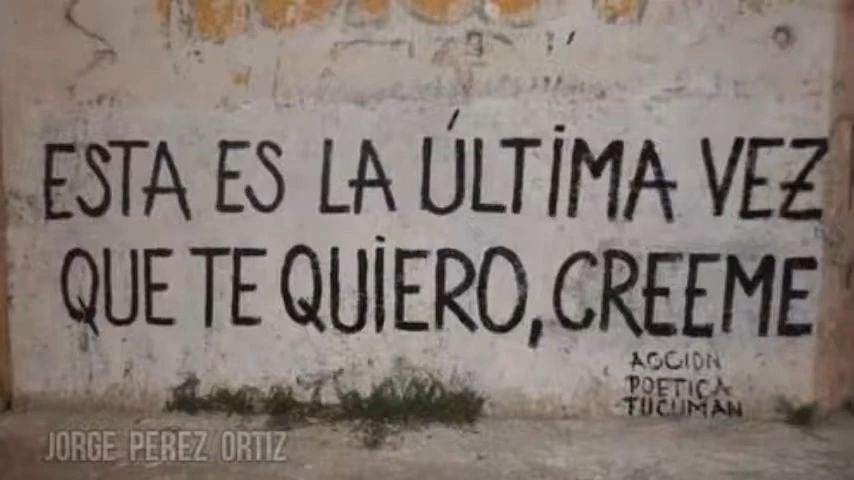 ESTA ES LA ÚLTIMA VEZ
QUE TE QUIERO, CREEME
ACCION
POETICA
TUCUMAN
JORGE PEREZ ORTIZ